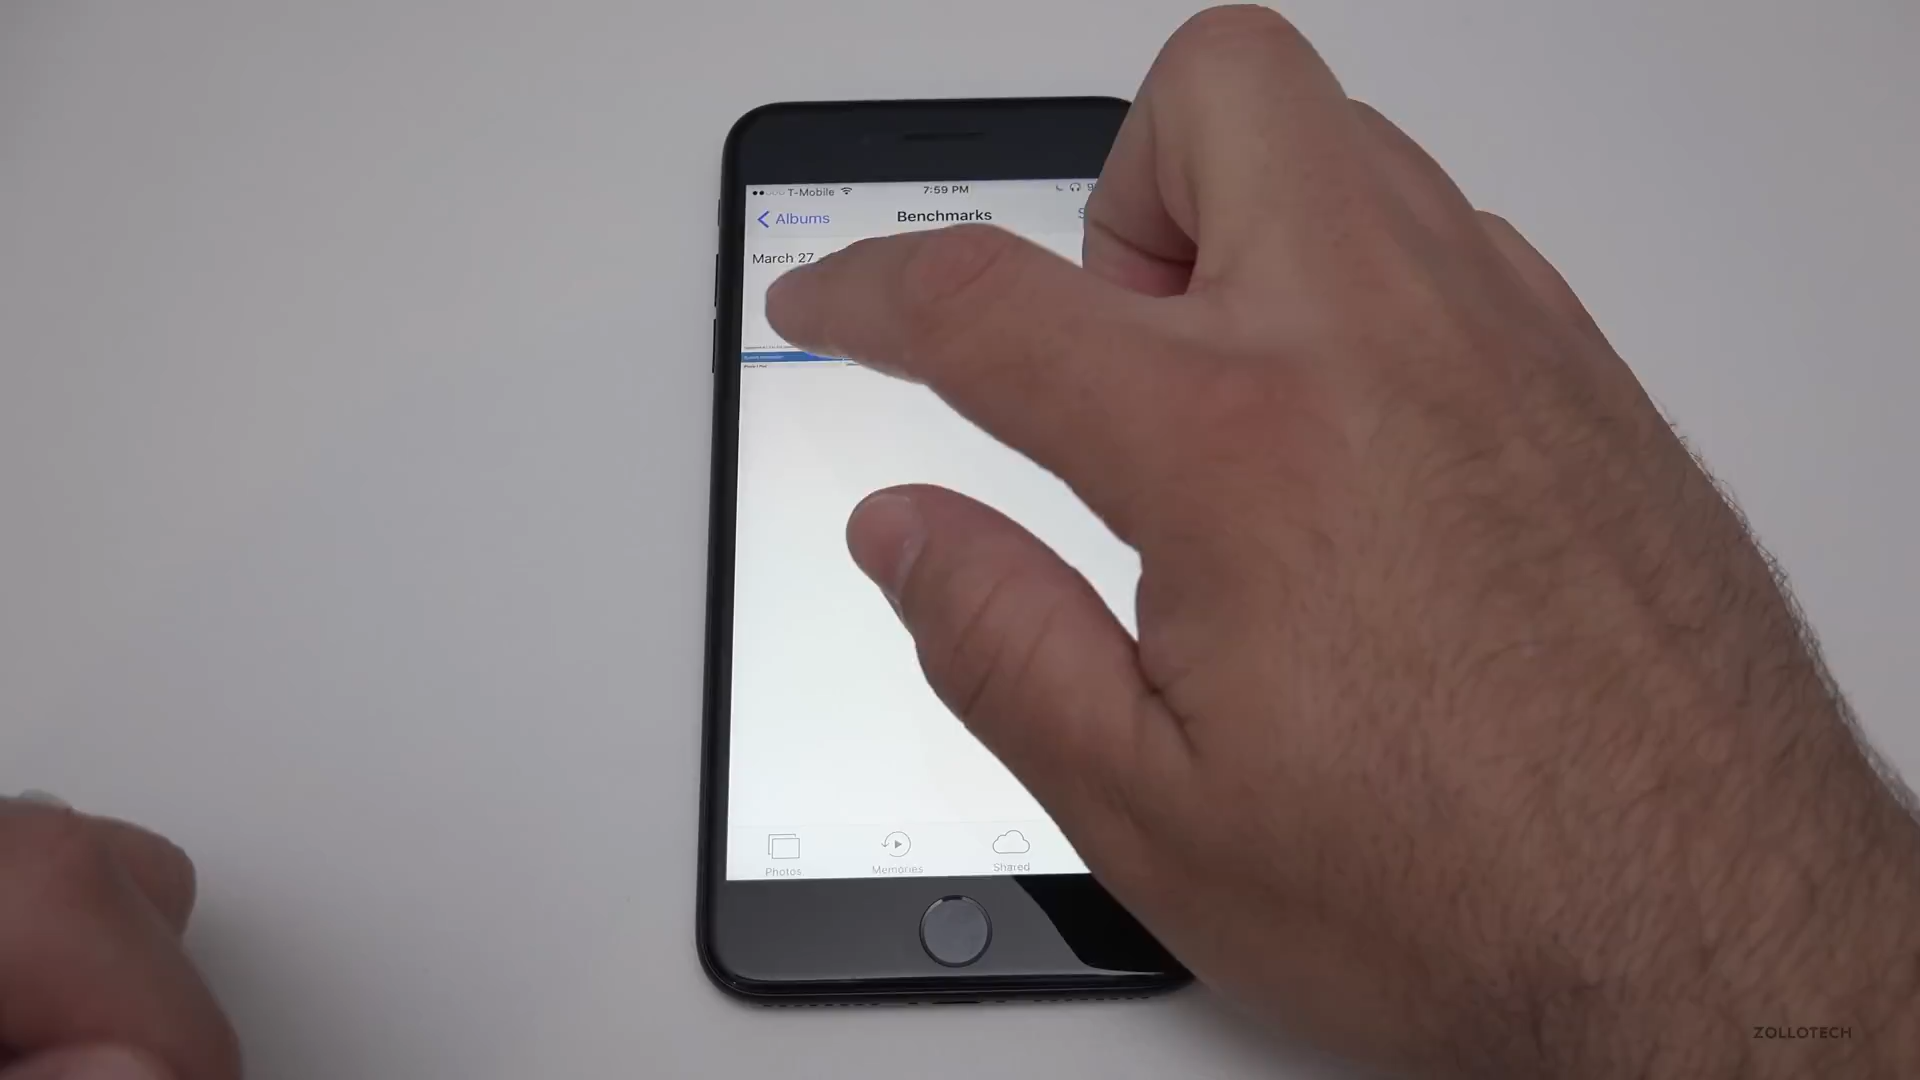 T-Mobile
7:59 PM
Albums
Benchmarks
March 27
Photos
Memories
Shared
ZOLLOTECH